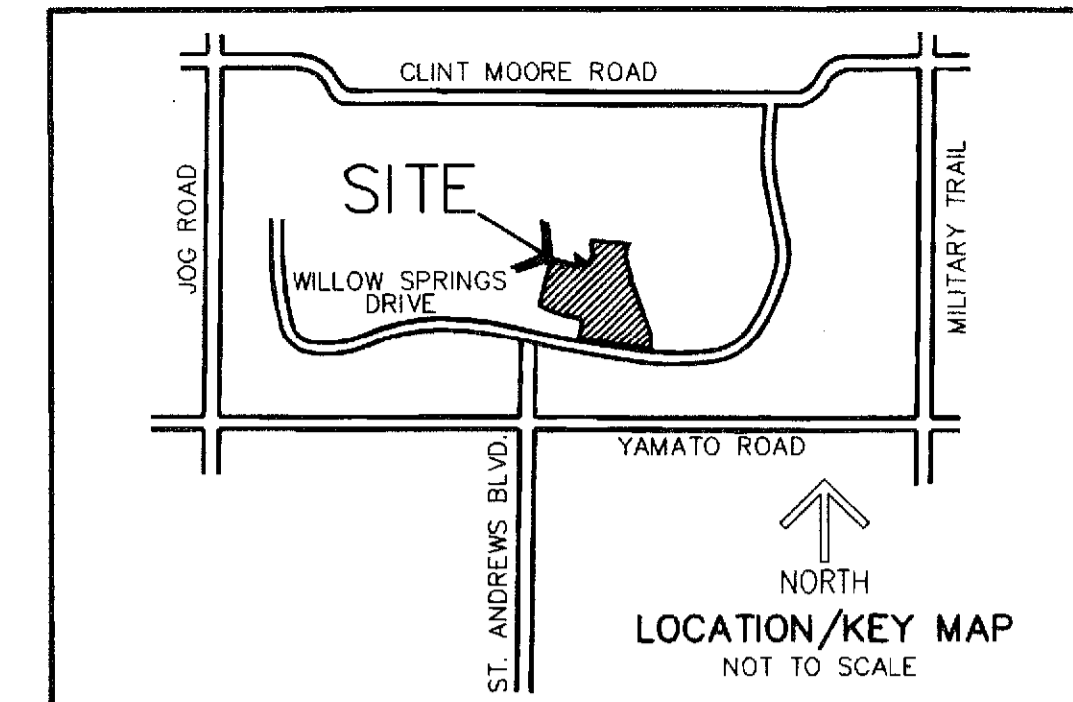 CLINT MOORE ROAD
SITE
JOG ROAD
MILITARY TRAIL
WILLOW SPRINGS
DRIVE
YAMATO ROAD
ST. ANDREWS BLVD.
NORTH
LOCATION/KEY MAP
NOT TO SCALE